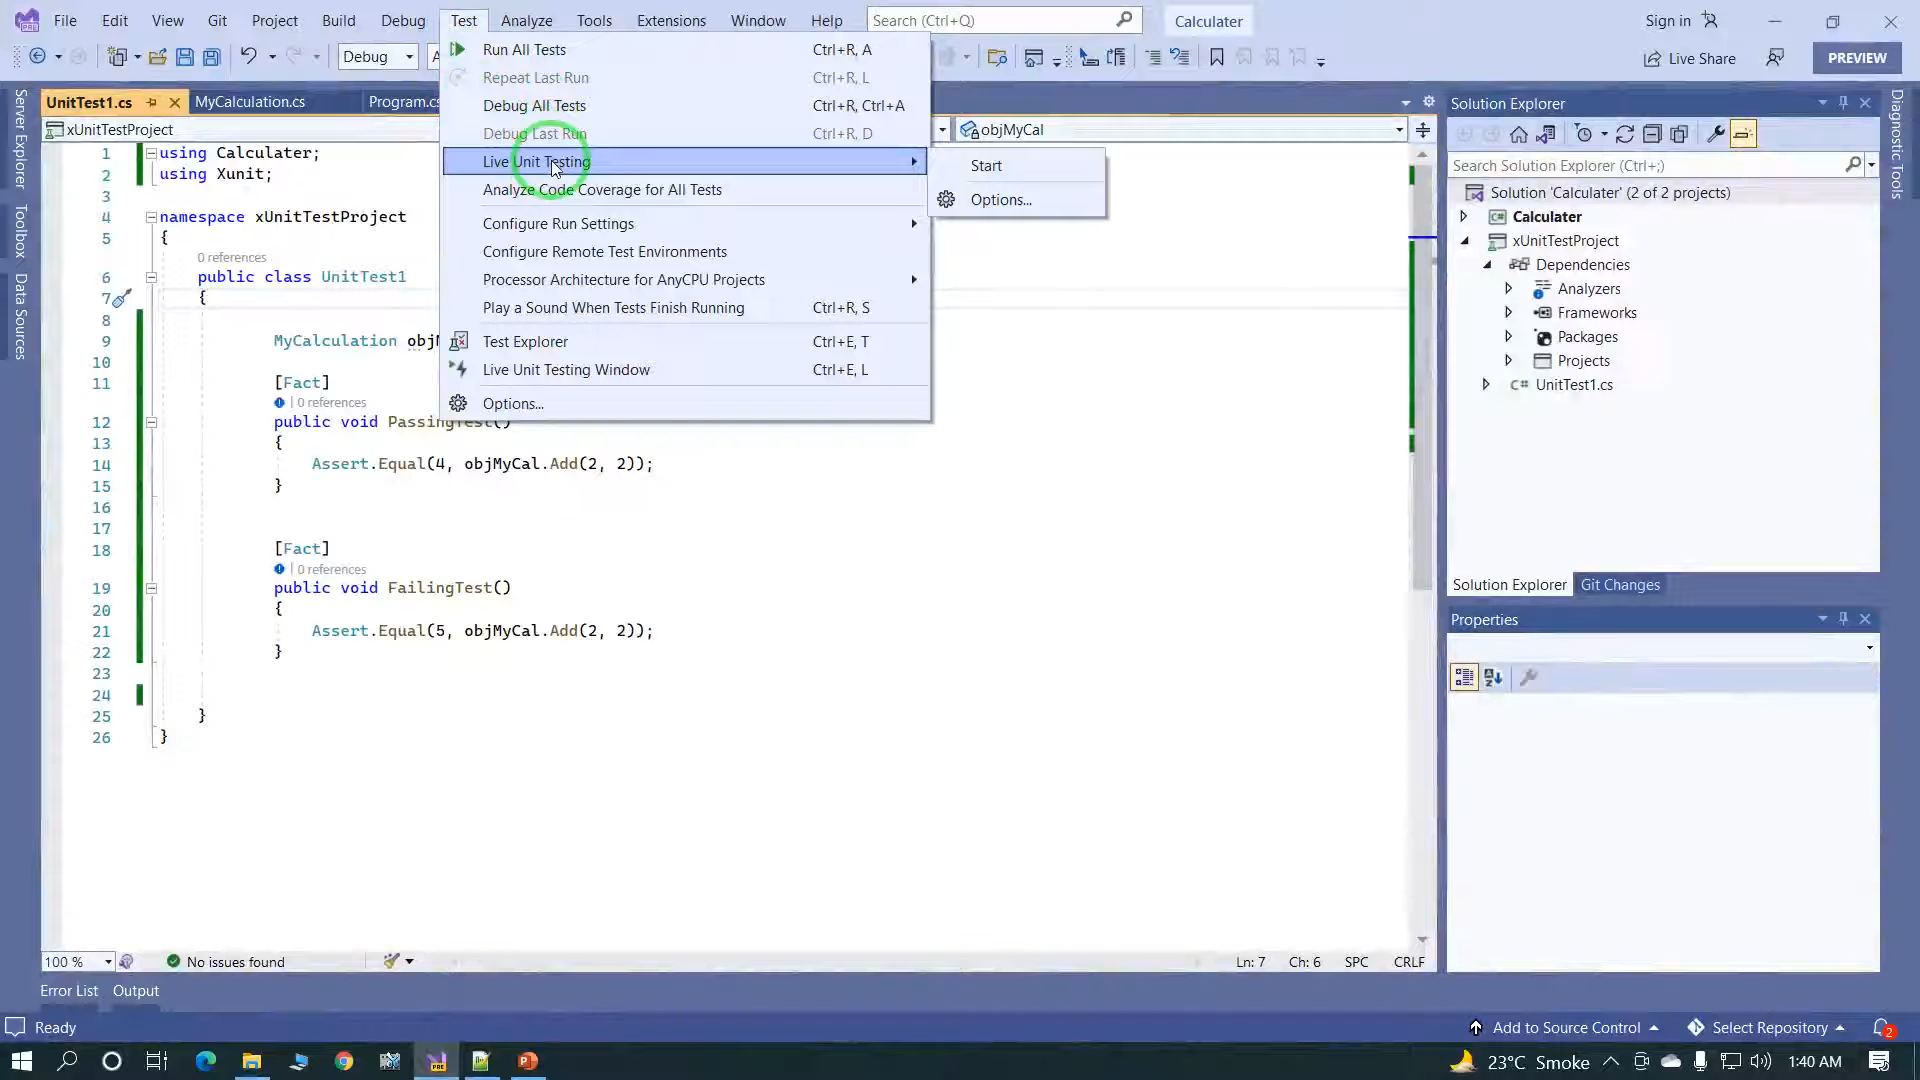 File Edit View Git Project Build Debug Test Analyze Tools Extensions Window Help Search (Ctrl+Q) Calculater Sign in
Debug Live Share PREVIEW
Run All Tests Ctrl+R, A
Repeat Last Run Ctrl+R, L
Debug All Tests Ctrl+R, Ctrl+A
Debug Last Run Ctrl+R, D
Live Unit Testing
Analyze Code Coverage for All Tests
Configure Run Settings
Configure Remote Test Environments
Processor Architecture for AnyCPU Projects
Play a Sound When Tests Finish Running Ctrl+R, S
Test Explorer Ctrl+E, T
Live Unit Testing Window Ctrl+E, L
Options...
Start
Options...
Server Explorer
Toolbox
Data Sources
UnitTest1.cs MyCalculation.cs Program.cs
xUnitTestProject objMyCal
1 using Calculater;
2 using Xunit;
3
4 namespace xUnitTestProject
5 {
0 references
6 public class UnitTest1
7 {
8
9 MyCalculation objM
10
11 [Fact]
0 references
12 public void PassingTest()
13 {
14 Assert.Equal(4, objMyCal.Add(2, 2));
15 }
16
17
18 [Fact]
0 references
19 public void FailingTest()
20 {
21 Assert.Equal(5, objMyCal.Add(2, 2));
22 }
23
24
25 }
26 }
100 % No issues found Ln: 7 Ch: 6 SPC CRLF
Error List Output
Solution Explorer
Search Solution Explorer (Ctrl+;)
Solution 'Calculater' (2 of 2 projects)
C# Calculater
xUnitTestProject
Dependencies
Analyzers
Frameworks
Packages
Projects
C# UnitTest1.cs
Solution Explorer Git Changes
Properties
Diagnostic Tools
Ready Add to Source Control Select Repository 2
23°C Smoke 1:40 AM